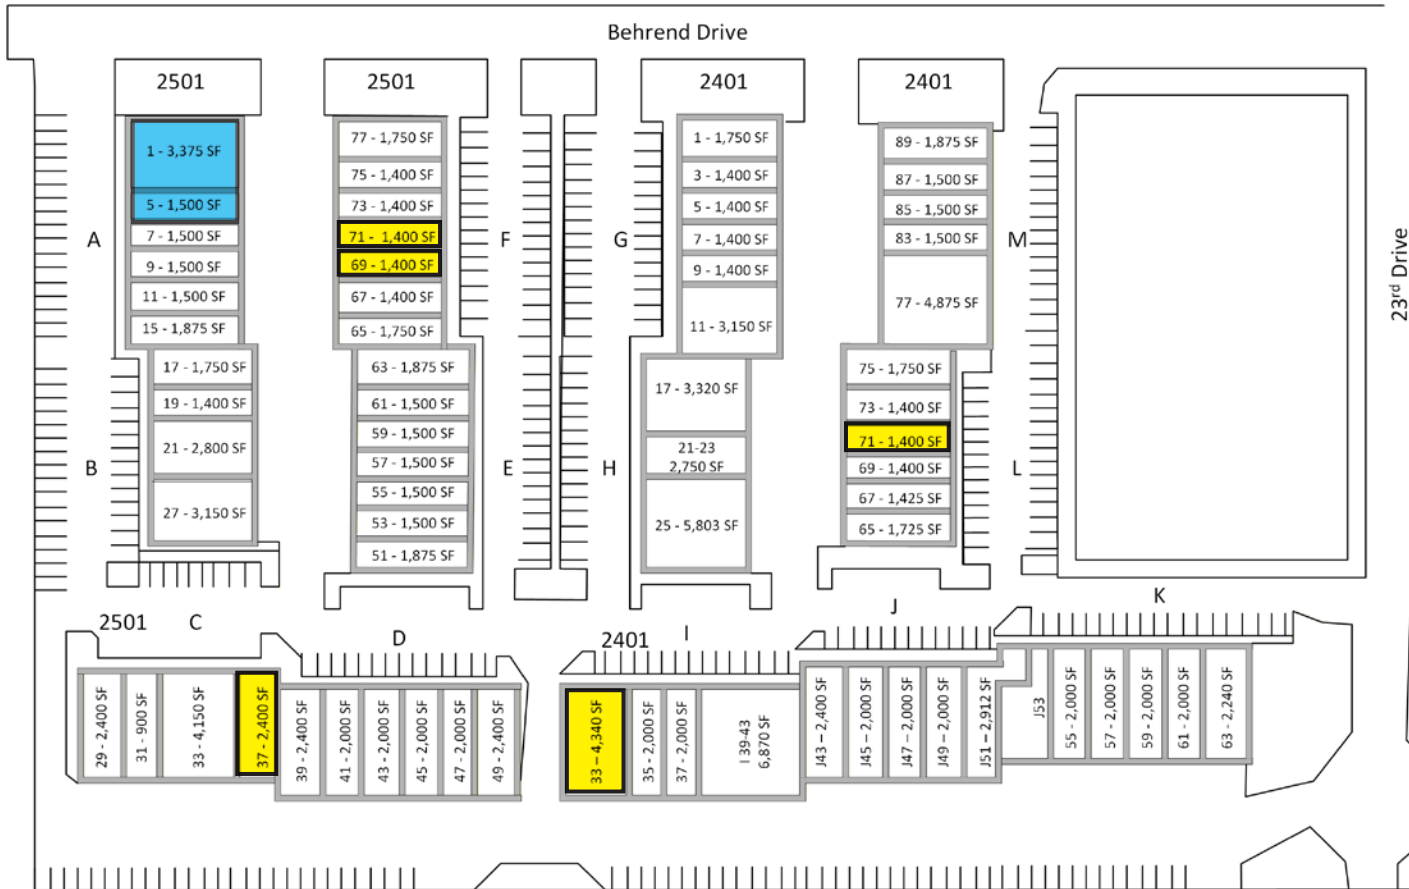 Behrend Drive
2501
1 - 3,375 SF
5 - 1,500 SF
7 - 1,500 SF
9 - 1,500 SF
11 - 1,500 SF
15 - 1,875 SF
A
17 - 1,750 SF
19 - 1,400 SF
21 - 2,800 SF
27 - 3,150 SF
B
2501
77 - 1,750 SF
75 - 1,400 SF
73 - 1,400 SF
71 - 1,400 SF
69 - 1,400 SF
67 - 1,400 SF
65 - 1,750 SF
F
63 - 1,875 SF
61 - 1,500 SF
59 - 1,500 SF
57 - 1,500 SF
55 - 1,500 SF
53 - 1,500 SF
51 - 1,875 SF
E
2401
1 - 1,750 SF
3 - 1,400 SF
5 - 1,400 SF
7 - 1,400 SF
9 - 1,400 SF
11 - 3,150 SF
G
17 - 3,320 SF
21-23
2,750 SF
25 - 5,803 SF
H
2401
89 - 1,875 SF
87 - 1,500 SF
85 - 1,500 SF
83 - 1,500 SF
77 - 4,875 SF
M
75 - 1,750 SF
73 - 1,400 SF
71 - 1,400 SF
69 - 1,400 SF
67 - 1,425 SF
65 - 1,725 SF
L
23rd Drive
2501
C
29 - 2,400 SF
31 - 900 SF
33 - 4,150 SF
37 - 2,400 SF
D
39 - 2,400 SF
41 - 2,000 SF
43 - 2,000 SF
45 - 2,000 SF
47 - 2,000 SF
49 - 2,400 SF
2401
I
33 – 4,340 SF
35 - 2,000 SF
37 - 2,000 SF
I 39-43
6,870 SF
J
J43 – 2,400 SF
J45 – 2,000 SF
J47 – 2,000 SF
J49 – 2,000 SF
J51 – 2,912 SF
K
J53
55 - 2,000 SF
57 - 2,000 SF
59 - 2,000 SF
61 - 2,000 SF
63 - 2,240 SF